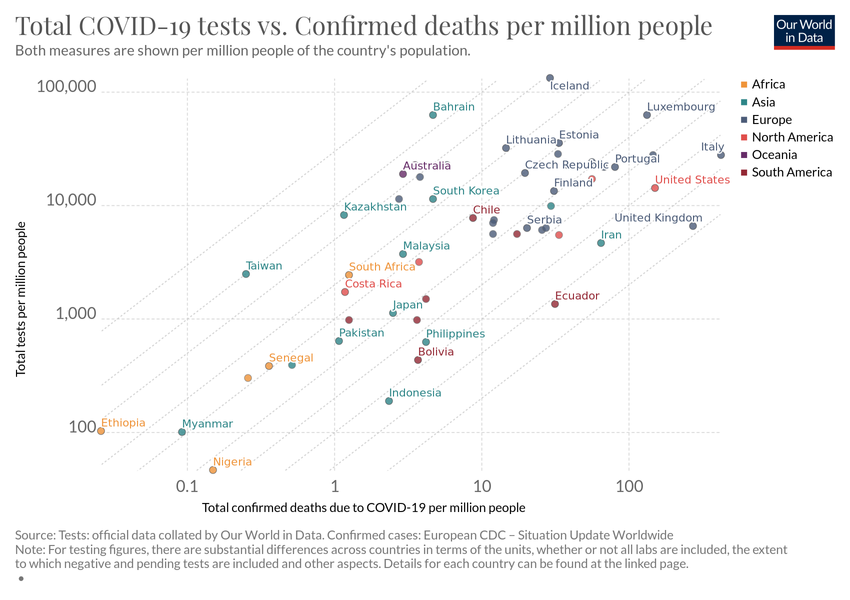 Total COVID-19 tests vs. Confirmed deaths per million people
Both measures are shown per million people of the country's population.
Our World
in Data
100,000
10,000
1,000
100
Total tests per million people
Iceland
Bahrain
Luxembourg
Lithuania
Estonia
Italy
Australia
Czech Republic
Portugal
Finland
United States
South Korea
Kazakhstan
Chile
Serbia
United Kingdom
Iran
Malaysia
Taiwan
South Africa
Costa Rica
Ecuador
Japan
Pakistan
Philippines
Bolivia
Senegal
Indonesia
Ethiopia
Myanmar
Nigeria
0.1
1
10
100
Total confirmed deaths due to COVID-19 per million people
Africa
Asia
Europe
North America
Oceania
South America
Source: Tests: official data collated by Our World in Data. Confirmed cases: European CDC – Situation Update Worldwide
Note: For testing figures, there are substantial differences across countries in terms of the units, whether or not all labs are included, the extent
to which negative and pending tests are included and other aspects. Details for each country can be found at the linked page.
•